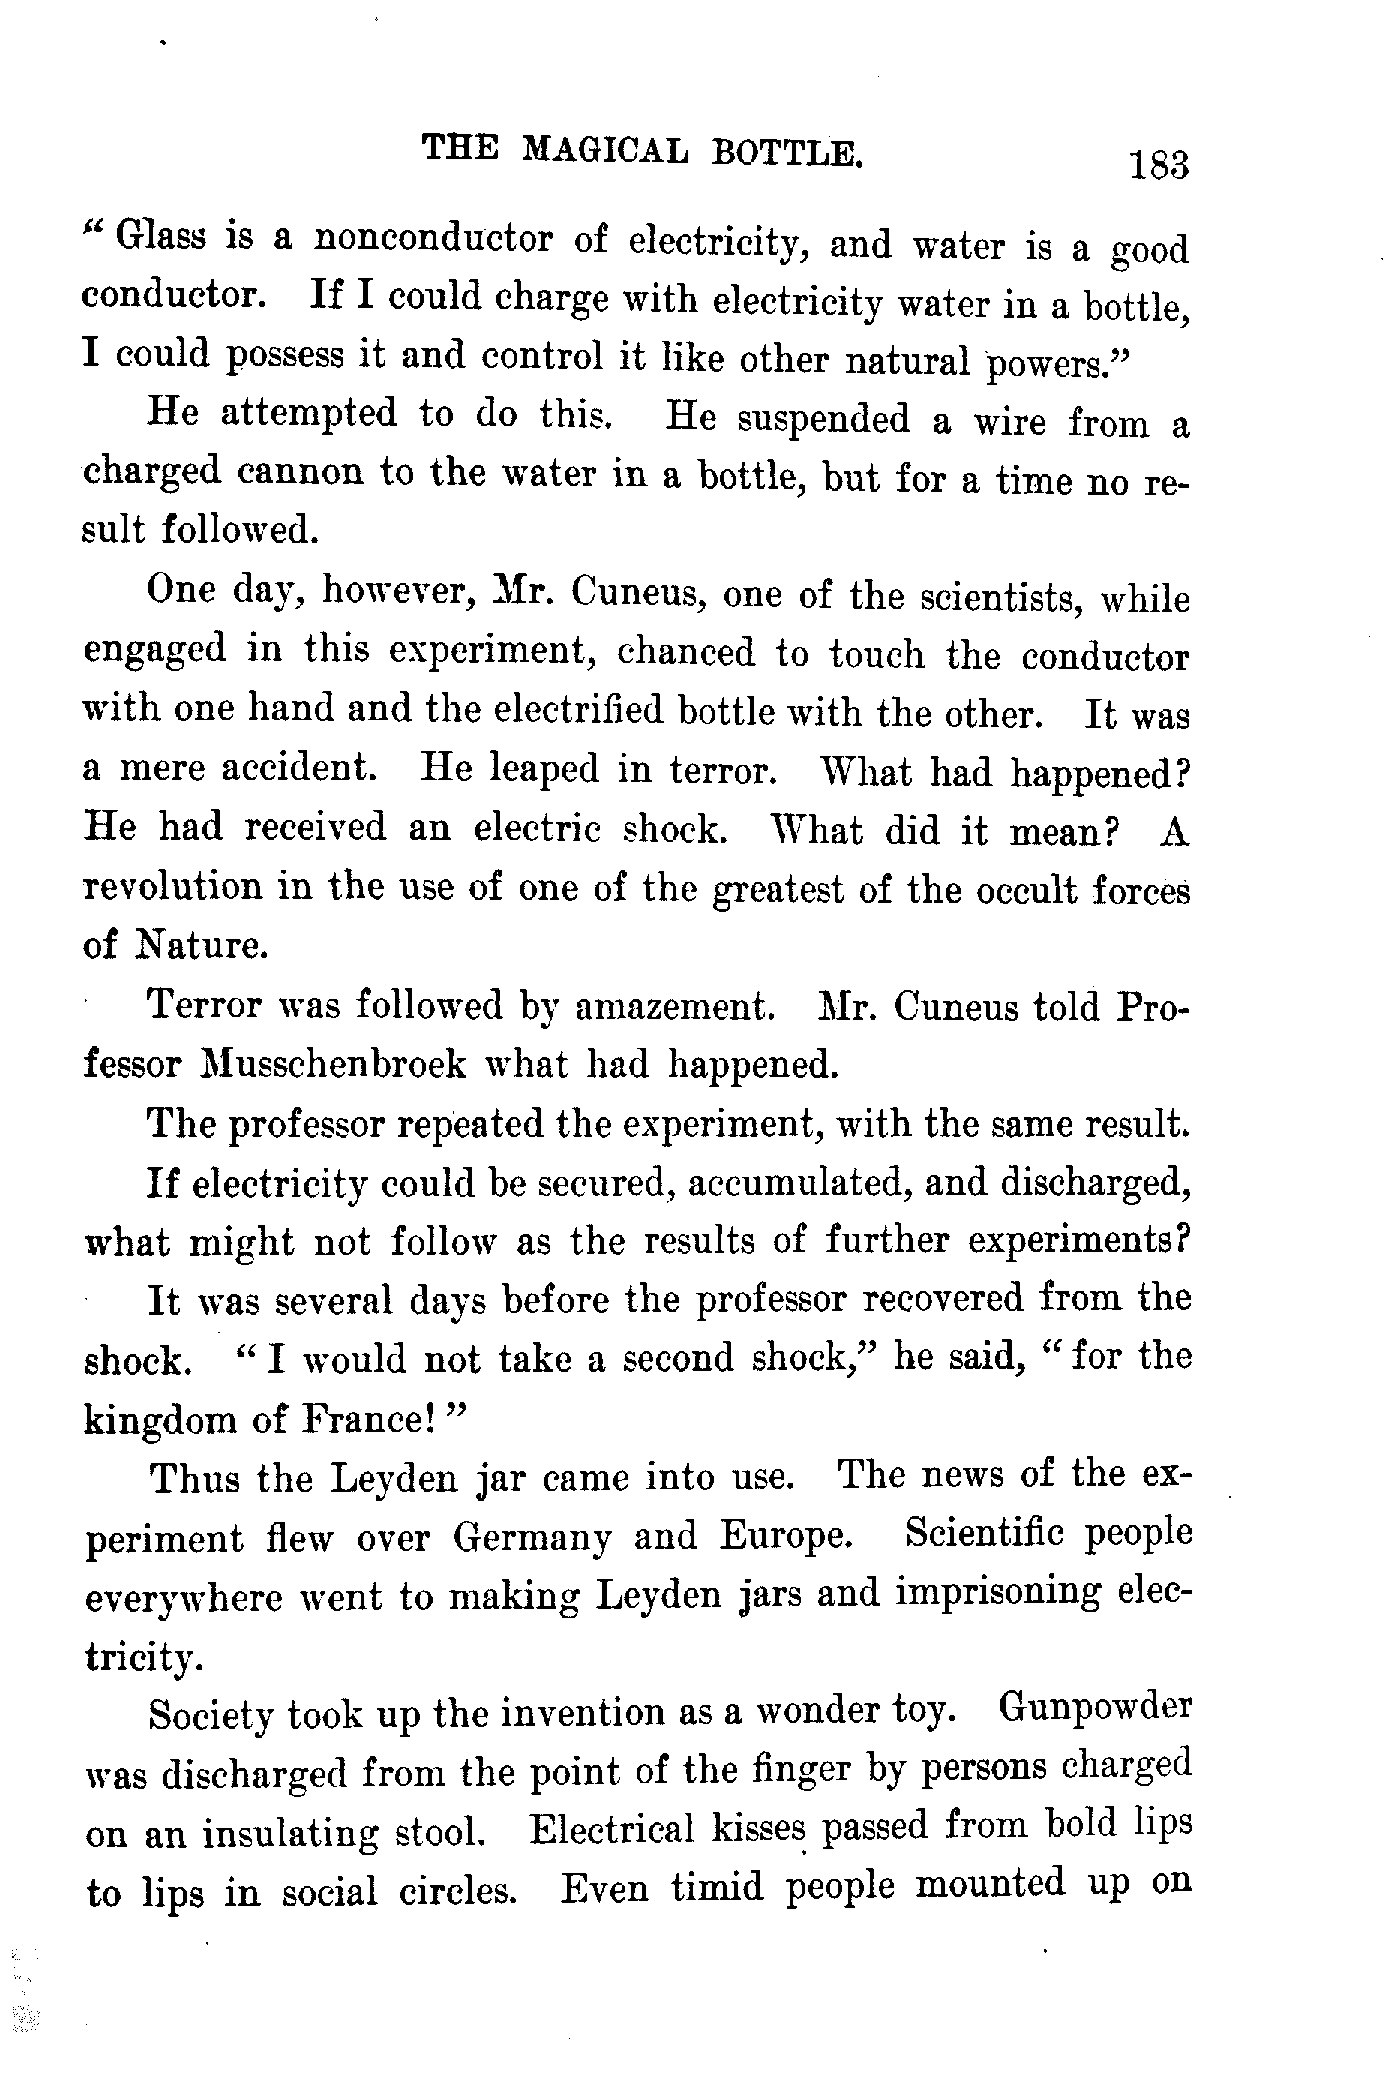 THE MAGICAL BOTTLE. 183
“ Glass is a nonconductor of electricity, and water is a good
conductor. If I could charge with electricity water in a bottle,
I could possess it and control it like other natural powers.”
He attempted to do this. He suspended a wire from a
charged cannon to the water in a bottle, but for a time no re-
sult followed.
One day, however, Mr. Cuneus, one of the scientists, while
engaged in this experiment, chanced to touch the conductor
with one hand and the electrified bottle with the other. It was
a mere accident. He leaped in terror. What had happened?
He had received an electric shock. What did it mean? A
revolution in the use of one of the greatest of the occult forces
of Nature.
Terror was followed by amazement. Mr. Cuneus told Pro-
fessor Musschenbroek what had happened.
The professor repeated the experiment, with the same result.
If electricity could be secured, accumulated, and discharged,
what might not follow as the results of further experiments?
It was several days before the professor recovered from the
shock. “ I would not take a second shock,” he said, “ for the
kingdom of France! ”
Thus the Leyden jar came into use. The news of the ex-
periment flew over Germany and Europe. Scientific people
everywhere went to making Leyden jars and imprisoning elec-
tricity.
Society took up the invention as a wonder toy. Gunpowder
was discharged from the point of the finger by persons charged
on an insulating stool. Electrical kisses passed from bold lips
to lips in social circles. Even timid people mounted up on